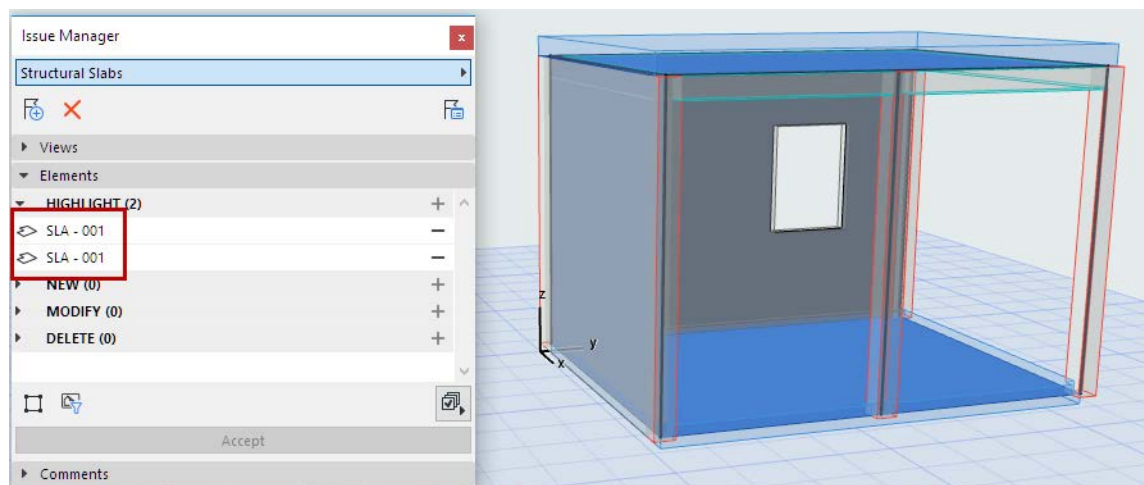 Issue Manager
x
Structural Slabs
Views
Elements
HIGHLIGHT (2)
SLA - 001
SLA - 001
NEW (0)
MODIFY (0)
DELETE (0)
Accept
Comments
z
y
x